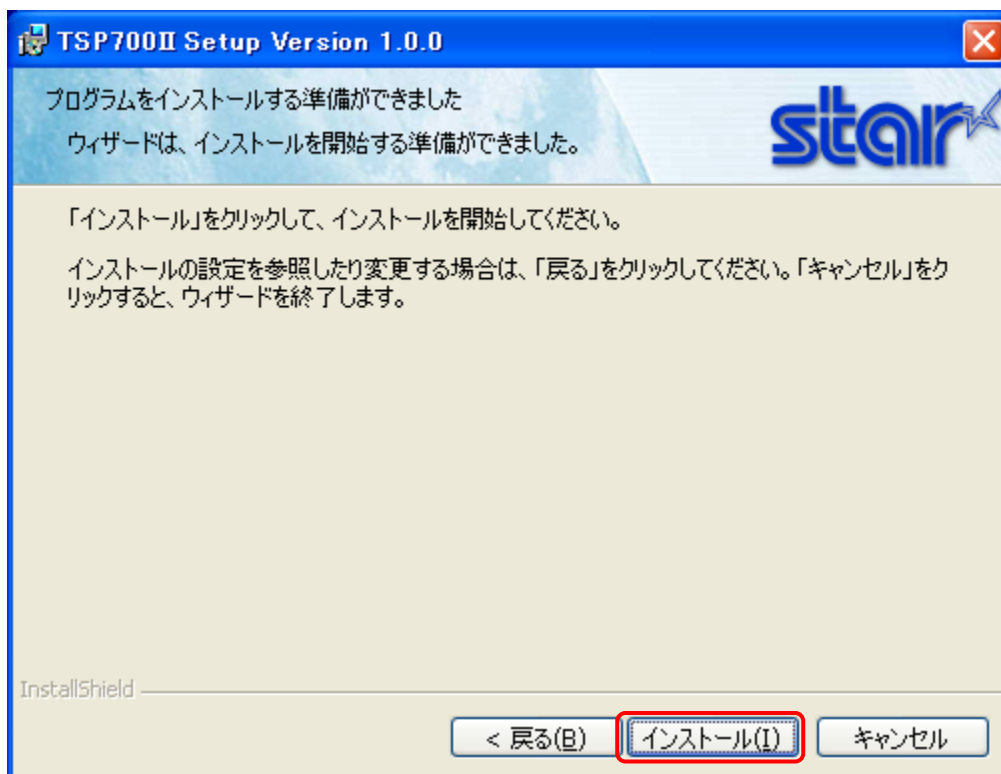 TSP700II Setup Version 1.0.0
プログラムをインストールする準備ができました
ウィザードは、インストールを開始する準備ができました。
star
「インストール」をクリックして、インストールを開始してください。
インストールの設定を参照したり変更する場合は、「戻る」をクリックしてください。「キャンセル」をク
リックすると、ウィザードを終了します。
InstallShield
< 戻る(B) インストール(I) キャンセル